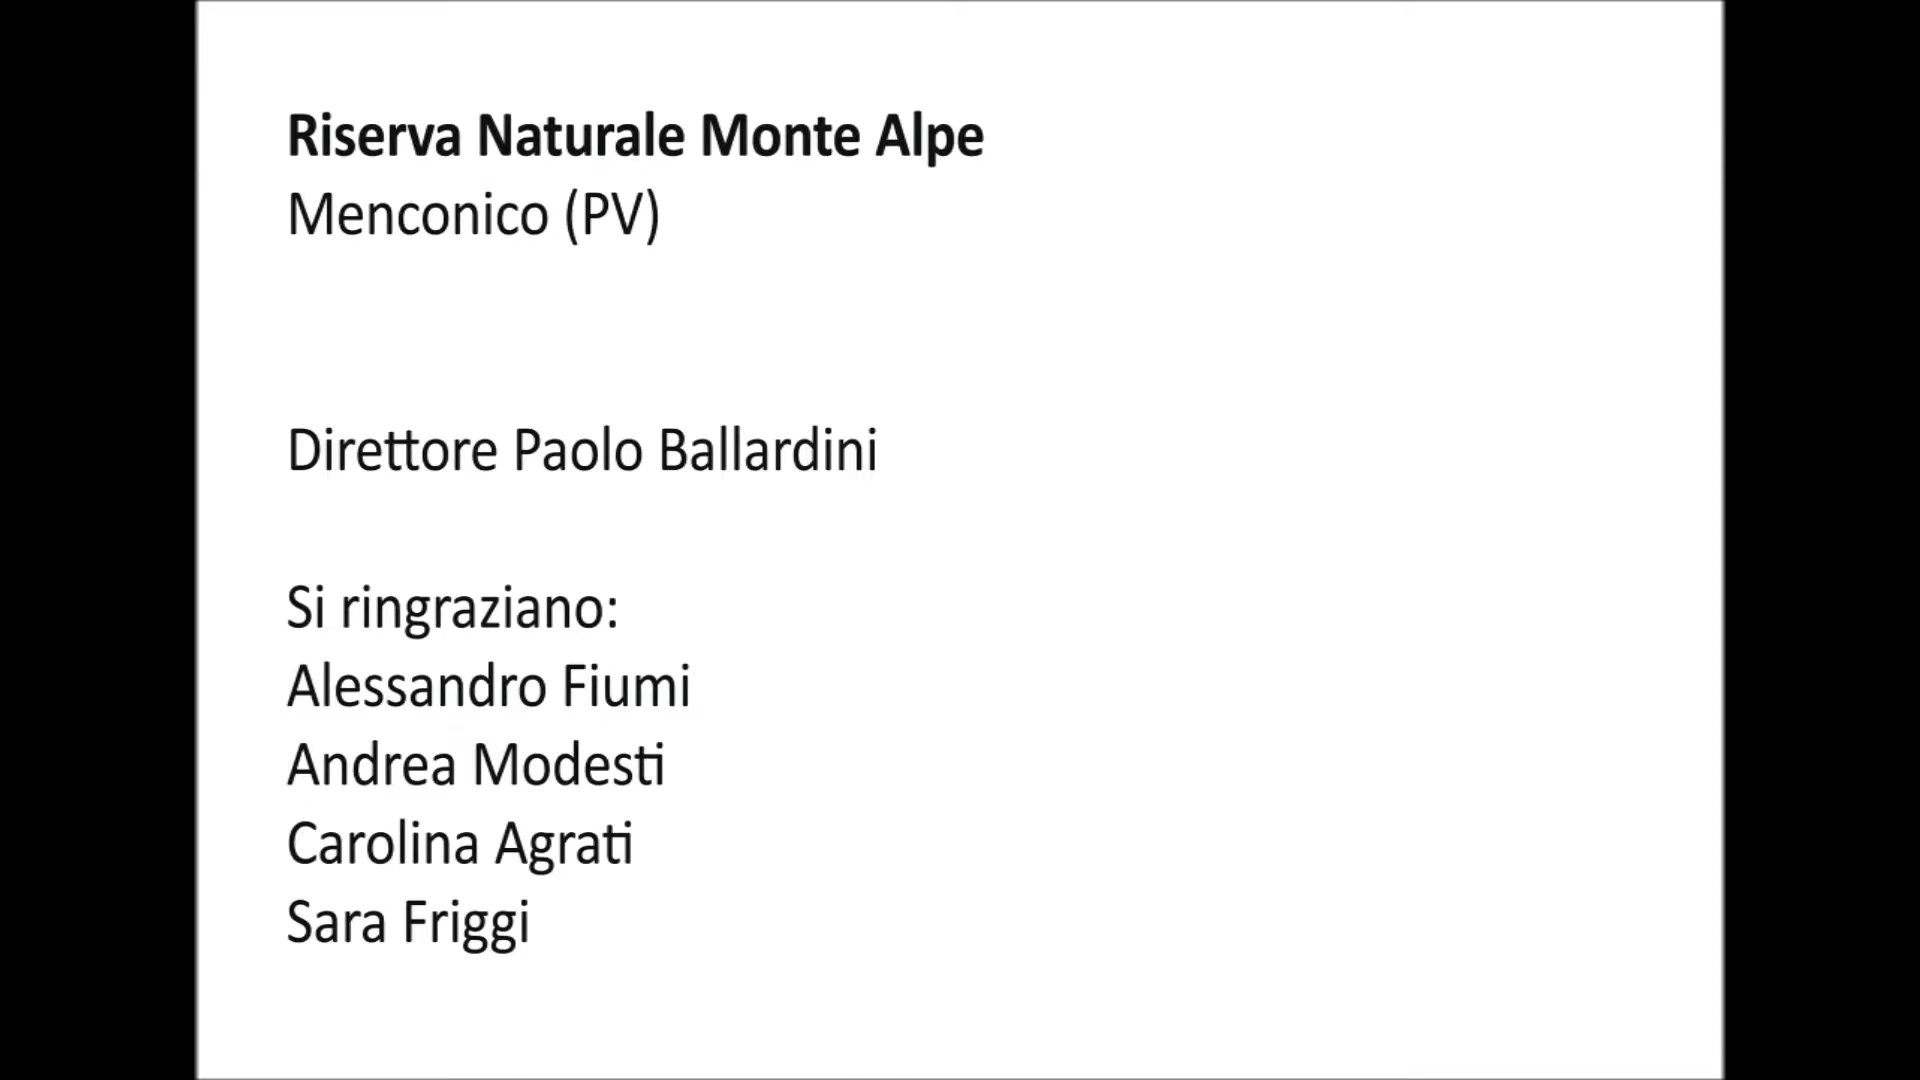 Riserva Naturale Monte Alpe
Menconico (PV)
Direttore Paolo Ballardini
Si ringraziano:
Alessandro Fiumi
Andrea Modesti
Carolina Agrati
Sara Friggi